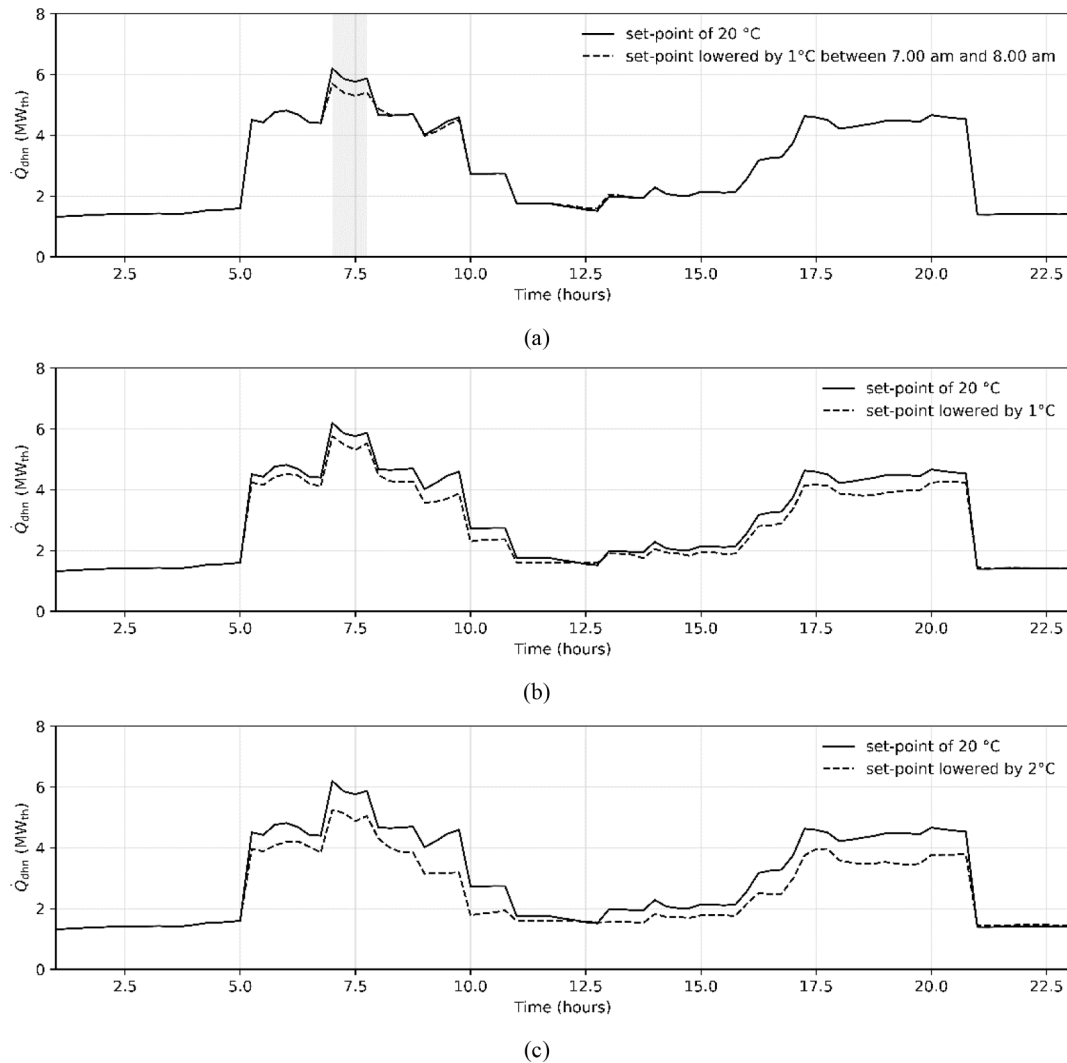 8
6
4
2
0
Q̇dhn (MWth)
set-point of 20 °C
set-point lowered by 1°C between 7.00 am and 8.00 am
2.5 5.0 7.5 10.0 12.5 15.0 17.5 20.0 22.5
Time (hours)
(a)
8
6
4
2
0
Q̇dhn (MWth)
set-point of 20 °C
set-point lowered by 1°C
2.5 5.0 7.5 10.0 12.5 15.0 17.5 20.0 22.5
Time (hours)
(b)
8
6
4
2
0
Q̇dhn (MWth)
set-point of 20 °C
set-point lowered by 2°C
2.5 5.0 7.5 10.0 12.5 15.0 17.5 20.0 22.5
Time (hours)
(c)